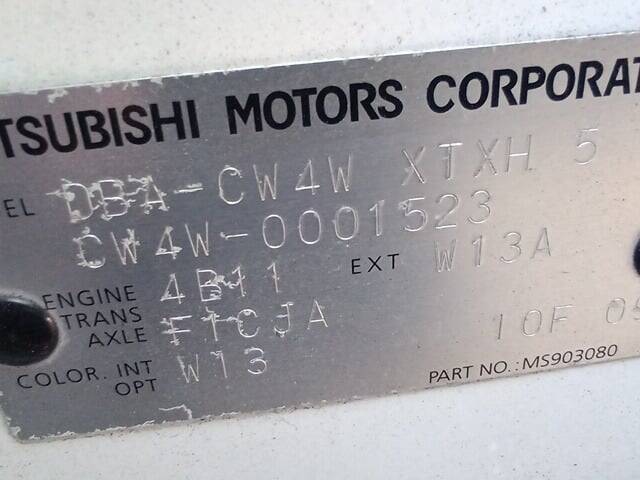 TSUBISHI MOTORS CORPORAT
EL DBA-CW4W XTXH 5
CW4W-0001523
ENGINE 4B11 EXT W13A
TRANS AXLE F1CJA
COLOR. INT OPT W13 10F 05
PART NO.:MS903080